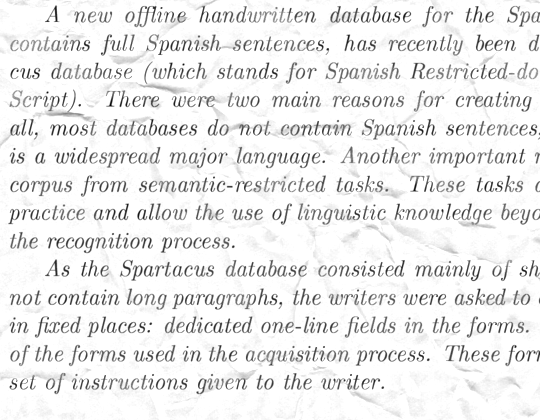 A new offline handwritten database for the Spa
contains full Spanish sentences, has recently been d
cus database (which stands for Spanish Restricted-do
Script). There were two main reasons for creating
all, most databases do not contain Spanish sentences,
is a widespread major language. Another important r
corpus from semantic-restricted tasks. These tasks a
practice and allow the use of linguistic knowledge beyo
the recognition process.
As the Spartacus database consisted mainly of sh
not contain long paragraphs, the writers were asked to c
in fixed places: dedicated one-line fields in the forms.
of the forms used in the acquisition process. These for
set of instructions given to the writer.